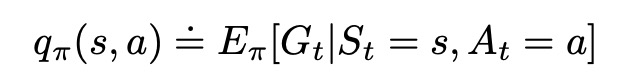 qπ(s, a) ≐ Eπ[Gt|St = s, At = a]